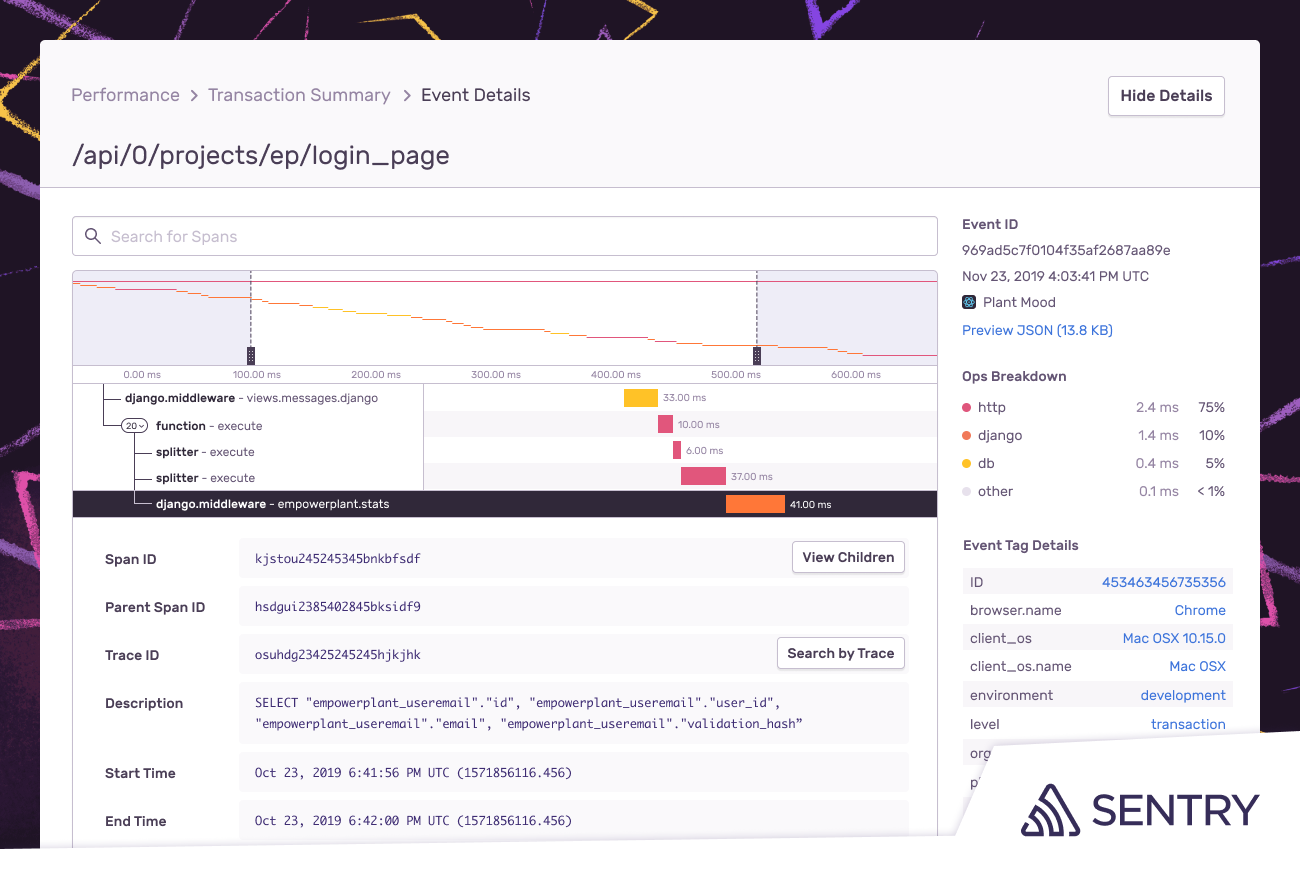 Performance > Transaction Summary > Event Details
Hide Details
/api/0/projects/ep/login_page
Search for Spans
0.00 ms 100.00 ms 200.00 ms 300.00 ms 400.00 ms 500.00 ms 600.00 ms
django.middleware - views.messages.django 33.00 ms
20 function - execute 10.00 ms
splitter - execute 6.00 ms
splitter - execute 37.00 ms
django.middleware - empowerplant.stats 41.00 ms
Span ID kjstou245245345bnkbfsdf View Children
Parent Span ID hsdgui2385402845bksidf9
Trace ID osuhdg23425245245hjkjhk Search by Trace
Description SELECT "empowerplant_useremail"."id", "empowerplant_useremail"."user_id",
"empowerplant_useremail"."email", "empowerplant_useremail"."validation_hash”
Start Time Oct 23, 2019 6:41:56 PM UTC (1571856116.456)
End Time Oct 23, 2019 6:42:00 PM UTC (1571856116.456)
Event ID
969ad5c7f0104f35af2687aa89e
Nov 23, 2019 4:03:41 PM UTC
Plant Mood
Preview JSON (13.8 KB)
Ops Breakdown
http 2.4 ms 75%
django 1.4 ms 10%
db 0.4 ms 5%
other 0.1 ms < 1%
Event Tag Details
ID 453463456735356
browser.name Chrome
client_os Mac OSX 10.15.0
client_os.name Mac OSX
environment development
level transaction
SENTRY